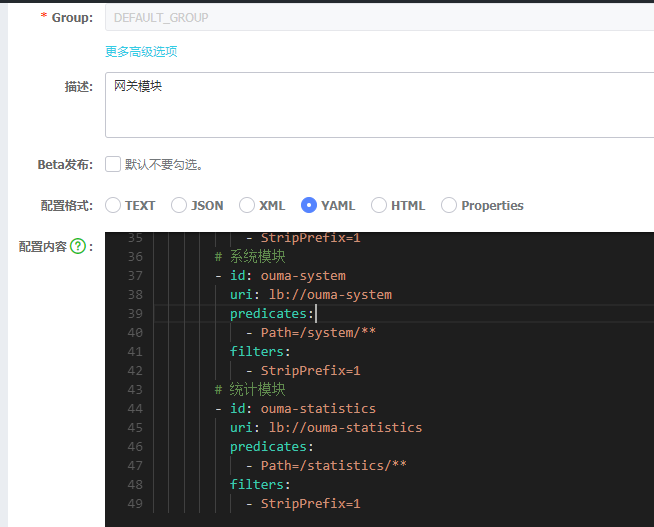 * Group: DEFAULT_GROUP
更多高级选项
描述: 网关模块
Beta发布: 默认不要勾选。
配置格式: TEXT JSON XML YAML HTML Properties
配置内容 ? :
35 - StripPrefix=1
36 # 系统模块
37 - id: ouma-system
38 uri: lb://ouma-system
39 predicates:
40 - Path=/system/**
41 filters:
42 - StripPrefix=1
43 # 统计模块
44 - id: ouma-statistics
45 uri: lb://ouma-statistics
46 predicates:
47 - Path=/statistics/**
48 filters:
49 - StripPrefix=1